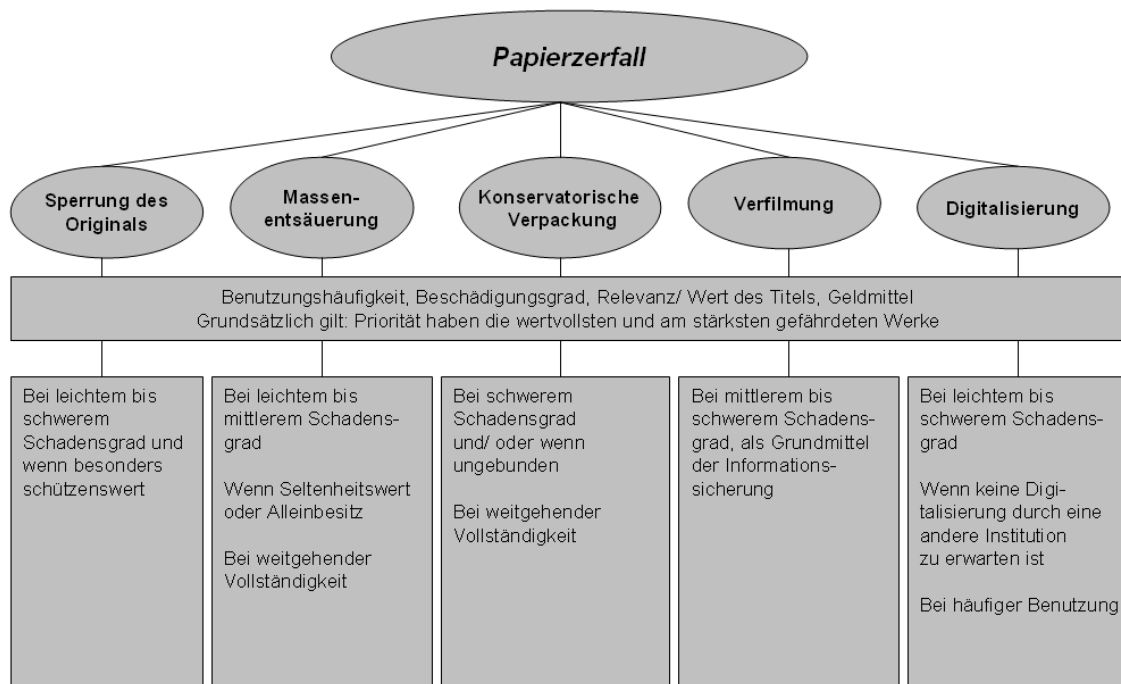 Papierzerfall
Sperrung des
Originals
Massen-
entsäuerung
Konservatorische
Verpackung
Verfilmung
Digitalisierung
Benutzungshäufigkeit, Beschädigungsgrad, Relevanz/ Wert des Titels, Geldmittel
Grundsätzlich gilt: Priorität haben die wertvollsten und am stärksten gefährdeten Werke
Bei leichtem bis
schwerem
Schadensgrad und
wenn besonders
schützenswert
Bei leichtem bis
mittlerem Schadens-
grad
Wenn Seltenheitswert
oder Alleinbesitz
Bei weitgehender
Vollständigkeit
Bei schwerem
Schadensgrad
und/ oder wenn
ungebunden
Bei weitgehender
Vollständigkeit
Bei mittlerem bis
schwerem Schadens-
grad, als Grundmittel
der Informations-
sicherung
Bei leichtem bis
schwerem Schadens-
grad
Wenn keine Digi-
talisierung durch eine
andere Institution
zu erwarten ist
Bei häufiger Benutzung